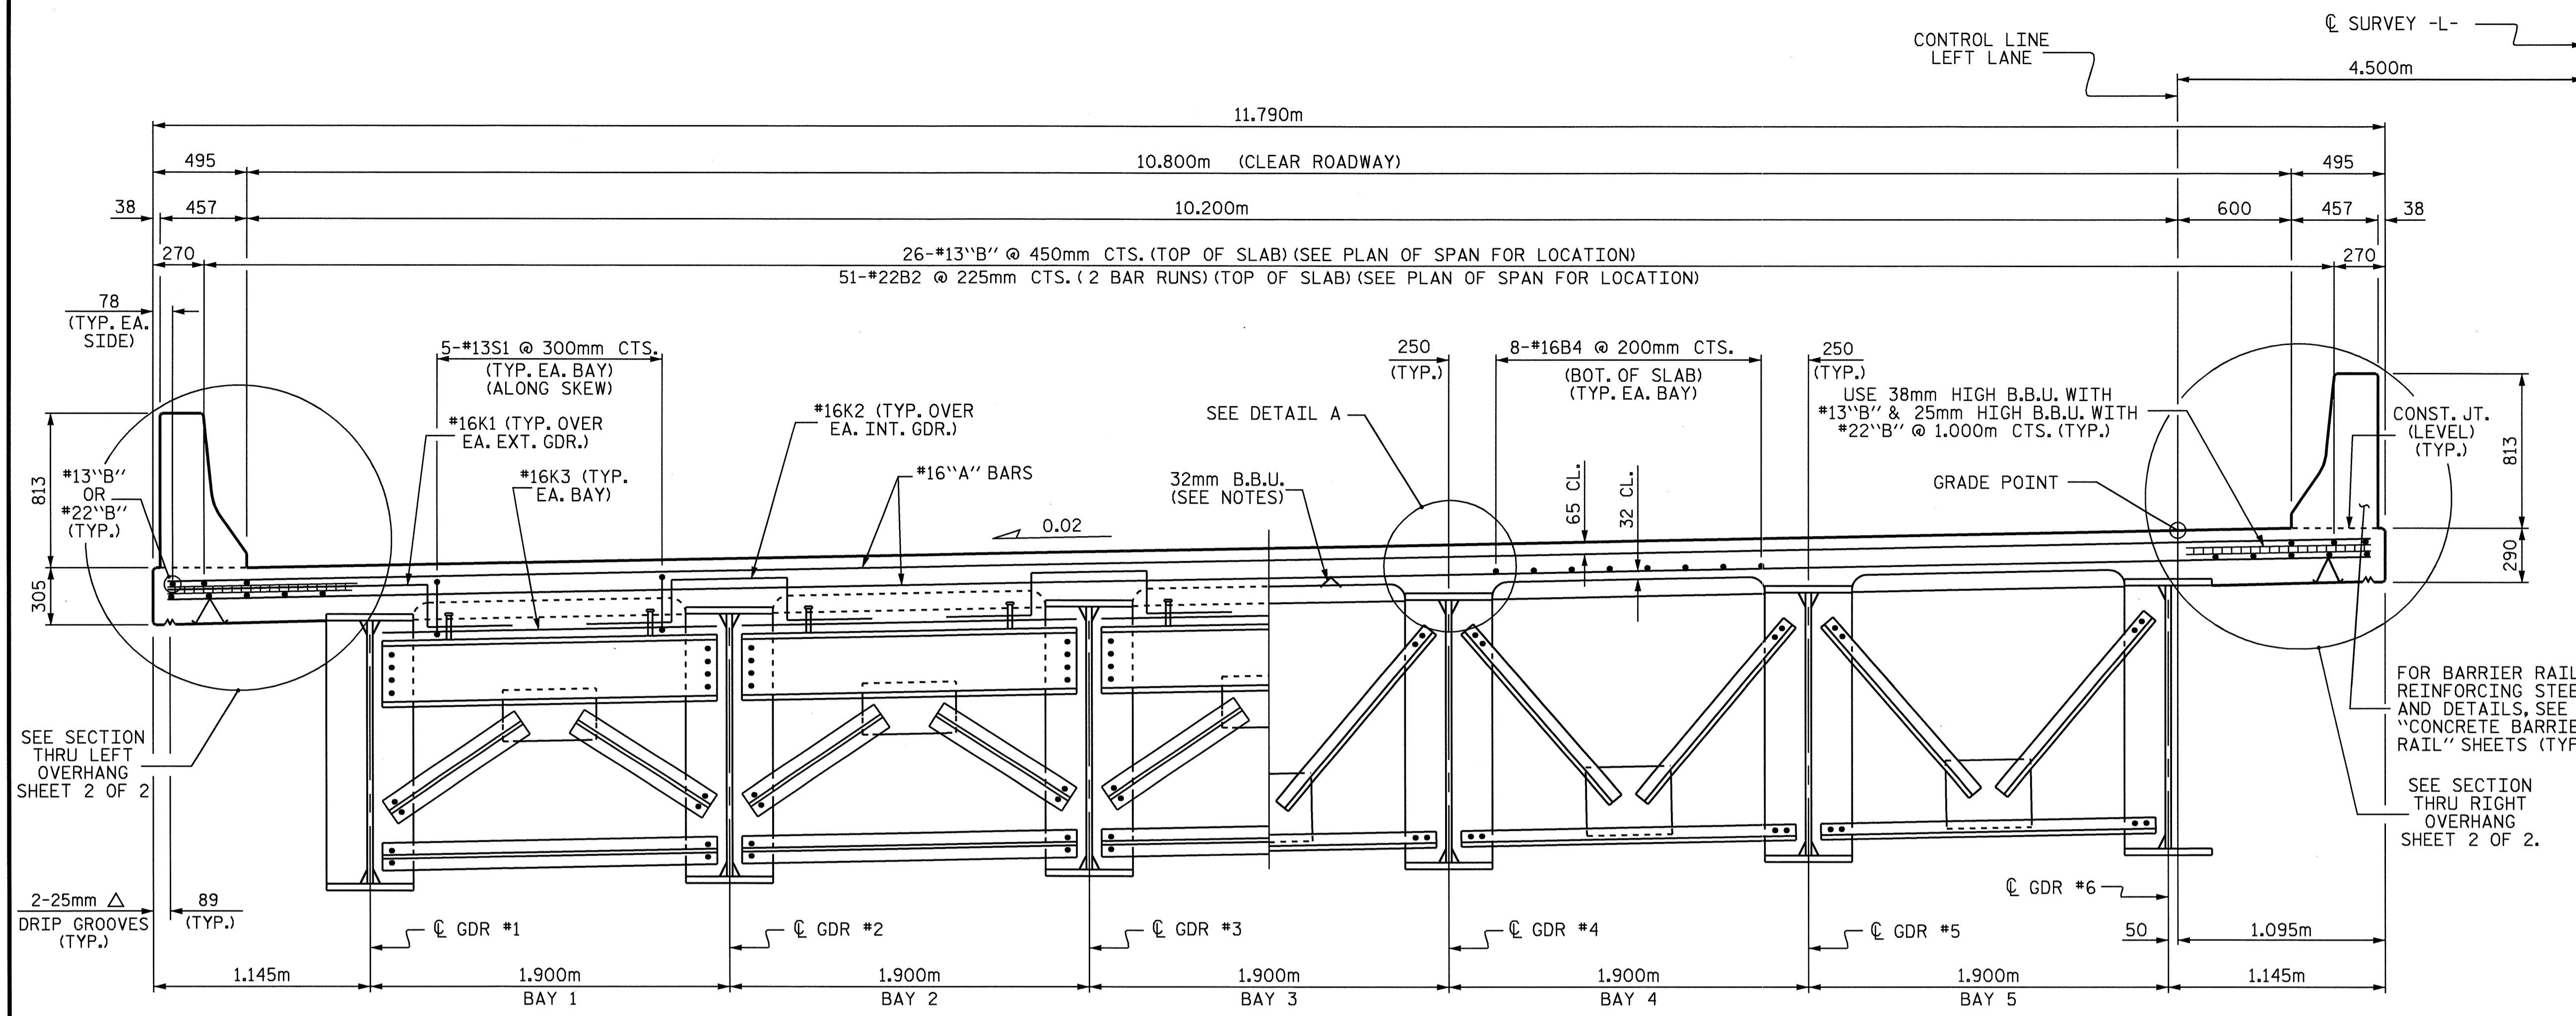 ℄ SURVEY -L-
CONTROL LINE
LEFT LANE
4.500m
11.790m
495
10.800m (CLEAR ROADWAY)
495
38
457
10.200m
600
457
38
270
26-#13"B" @ 450mm CTS. (TOP OF SLAB) (SEE PLAN OF SPAN FOR LOCATION)
270
51-#22B2 @ 225mm CTS. ( 2 BAR RUNS) (TOP OF SLAB) (SEE PLAN OF SPAN FOR LOCATION)
78
(TYP. EA.
SIDE)
5-#13S1 @ 300mm CTS.
(TYP. EA. BAY)
(ALONG SKEW)
250
(TYP.)
8-#16B4 @ 200mm CTS.
(BOT. OF SLAB)
(TYP. EA. BAY)
250
(TYP.)
USE 38mm HIGH B.B.U. WITH
#13"B" & 25mm HIGH B.B.U. WITH
#22"B" @ 1.000m CTS. (TYP.)
#16K1 (TYP. OVER
EA. EXT. GDR.)
#16K2 (TYP. OVER
EA. INT. GDR.)
SEE DETAIL A
CONST. JT.
(LEVEL)
(TYP.)
813
813
#13"B"
OR
#22"B"
(TYP.)
#16K3 (TYP.
EA. BAY)
#16"A" BARS
32mm B.B.U.
(SEE NOTES)
65 CL.
32 CL.
GRADE POINT
0.02
305
290
SEE SECTION
THRU LEFT
OVERHANG
SHEET 2 OF 2
FOR BARRIER RAIL
REINFORCING STEE
AND DETAILS, SEE
"CONCRETE BARRIE
RAIL" SHEETS (TYP
SEE SECTION
THRU RIGHT
OVERHANG
SHEET 2 OF 2.
2-25mm △
DRIP GROOVES
(TYP.)
89
(TYP.)
℄ GDR #1
℄ GDR #2
℄ GDR #3
℄ GDR #4
℄ GDR #5
℄ GDR #6
50
1.095m
1.145m
1.900m
1.900m
1.900m
1.900m
1.900m
1.145m
BAY 1
BAY 2
BAY 3
BAY 4
BAY 5